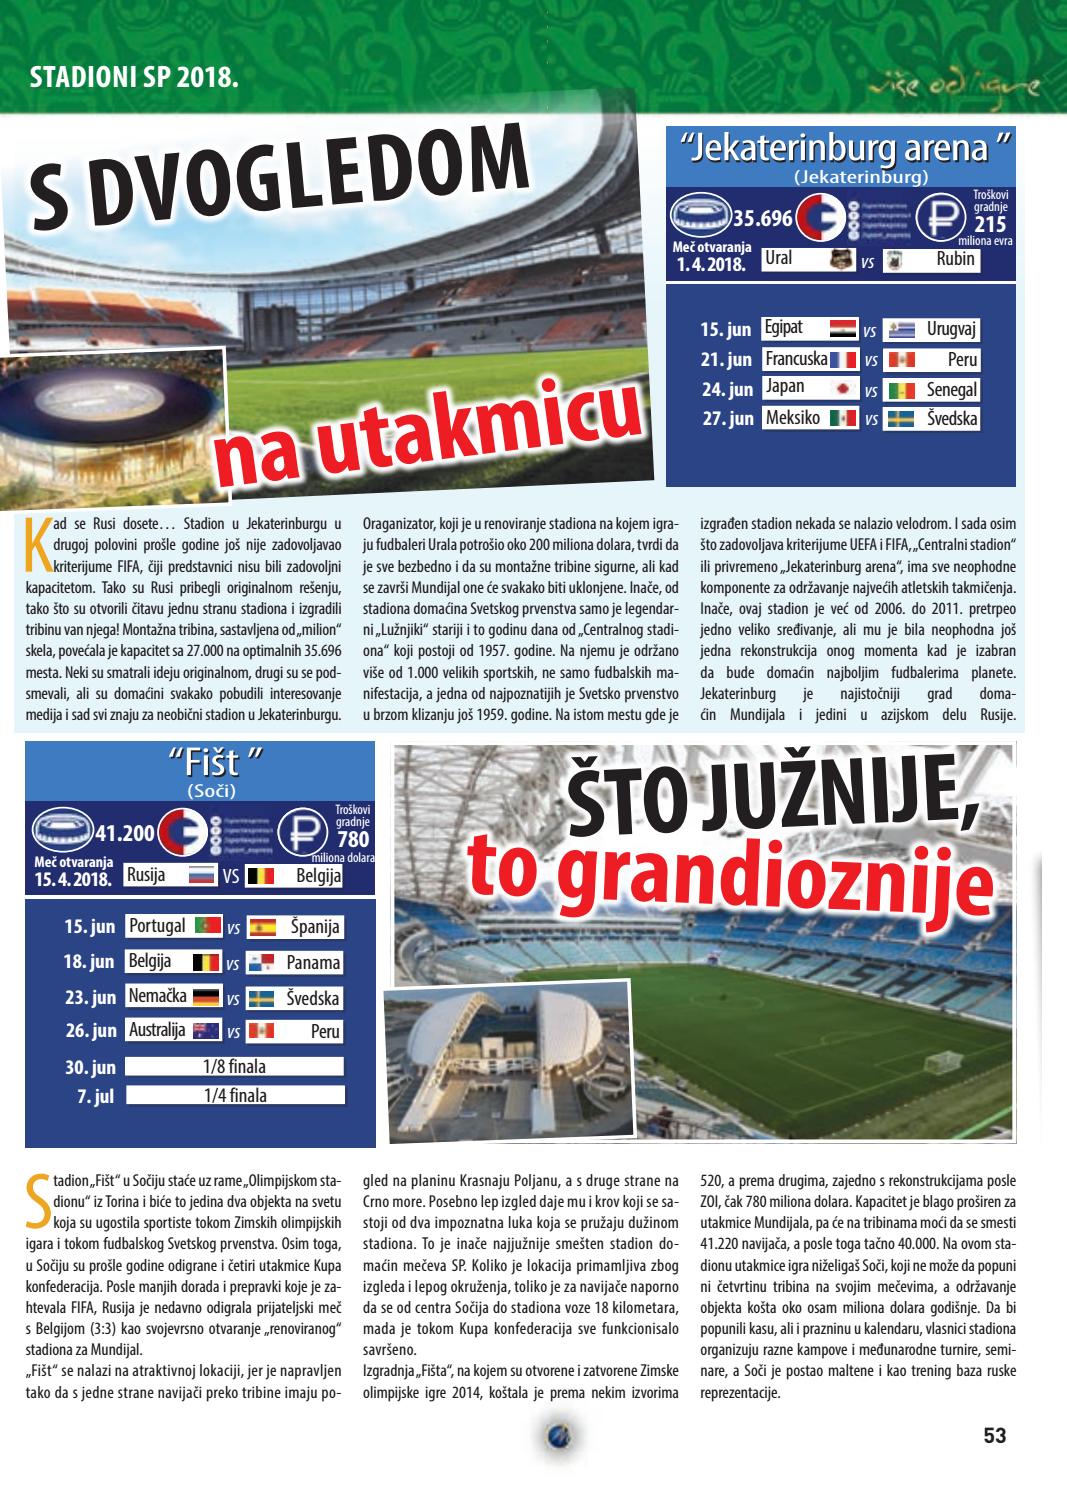 STADIONI SP 2018.
više od igre
S DVOGLEDOM
na utakmicu
“Jekaterinburg arena ”
(Jekaterinburg)
35.696
Troškovi
gradnje
215
miliona evra
Meč otvaranja
1. 4. 2018.
Ural vs Rubin
15. jun Egipat vs Urugvaj
21. jun Francuska vs Peru
24. jun Japan vs Senegal
27. jun Meksiko vs Švedska
Kad se Rusi dosete… Stadion u Jekaterinburgu u
drugoj polovini prošle godine još nije zadovoljavao
kriterijume FIFA, čiji predstavnici nisu bili zadovoljni
kapacitetom. Tako su Rusi pribegli originalnom rešenju,
tako što su otvorili čitavu jednu stranu stadiona i izgradili
tribinu van njega! Montažna tribina, sastavljena od „milion“
skela, povećala je kapacitet sa 27.000 na optimalnih 35.696
mesta. Neki su smatrali ideju originalnom, drugi su se pod-
smevali, ali su domaćini svakako pobudili interesovanje
medija i sad svi znaju za neobični stadion u Jekaterinburgu.
Oraganizator, koji je u renoviranje stadiona na kojem igra-
ju fudbaleri Urala potrošio oko 200 miliona dolara, tvrdi da
je sve bezbedno i da su montažne tribine sigurne, ali kad
se završi Mundijal one će svakako biti uklonjene. Inače, od
stadiona domaćina Svetskog prvenstva samo je legendar-
ni „Lužnjiki“ stariji i to godinu dana od „Centralnog stadi-
ona“ koji postoji od 1957. godine. Na njemu je održano
više od 1.000 velikih sportskih, ne samo fudbalskih ma-
nifestacija, a jedna od najpoznatijih je Svetsko prvenstvo
u brzom klizanju još 1959. godine. Na istom mestu gde je
izgrađen stadion nekada se nalazio velodrom. I sada osim
što zadovoljava kriterijume UEFA i FIFA, „Centralni stadion“
ili privremeno „Jekaterinburg arena“, ima sve neophodne
komponente za održavanje najvećih atletskih takmičenja.
Inače, ovaj stadion je već od 2006. do 2011. pretrpeo
jedno veliko sređivanje, ali mu je bila neophodna još
jedna rekonstrukcija onog momenta kad je izabran
da bude domaćin najboljim fudbalerima planete.
Jekaterinburg je najistočniji grad doma-
ćin Mundijala i jedini u azijskom delu Rusije.
“Fišt ”
(Soči)
41.200
Troškovi
gradnje
780
miliona dolara
Meč otvaranja
15. 4. 2018.
Rusija VS Belgija
15. jun Portugal vs Španija
18. jun Belgija vs Panama
23. jun Nemačka vs Švedska
26. jun Australija vs Peru
30. jun 1/8 finala
7. jul 1/4 finala
ŠTO JUŽNIJE,
to grandioznije
Stadion „Fišt“ u Sočiju staće uz rame „Olimpijskom sta-
dionu“ iz Torina i biće to jedina dva objekta na svetu
koja su ugostila sportiste tokom Zimskih olimpijskih
igara i tokom fudbalskog Svetskog prvenstva. Osim toga,
u Sočiju su prošle godine odigrane i četiri utakmice Kupa
konfederacija. Posle manjih dorada i prepravki koje je za-
htevala FIFA, Rusija je nedavno odigrala prijateljski meč
s Belgijom (3:3) kao svojevrsno otvaranje „renoviranog“
stadiona za Mundijal.
„Fišt“ se nalazi na atraktivnoj lokaciji, jer je napravljen
tako da s jedne strane navijači preko tribine imaju po-
gled na planinu Krasnaju Poljanu, a s druge strane na
Crno more. Posebno lep izgled daje mu i krov koji se sa-
stoji od dva impoznatna luka koja se pružaju dužinom
stadiona. To je inače najjužnije smešten stadion do-
maćin mečeva SP. Koliko je lokacija primamljiva zbog
izgleda i lepog okruženja, toliko je za navijače naporno
da se od centra Sočija do stadiona voze 18 kilometara,
mada je tokom Kupa konfederacija sve funkcionisalo
savršeno.
Izgradnja „Fišta“, na kojem su otvorene i zatvorene Zimske
olimpijske igre 2014, koštala je prema nekim izvorima
520, a prema drugima, zajedno s rekonstrukcijama posle
ZOI, čak 780 miliona dolara. Kapacitet je blago proširen za
utakmice Mundijala, pa će na tribinama moći da se smesti
41.220 navijača, a posle toga tačno 40.000. Na ovom sta-
dionu utakmice igra niželigaš Soči, koji ne može da popuni
ni četvrtinu tribina na svojim mečevima, a održavanje
objekta košta oko osam miliona dolara godišnje. Da bi
popunili kasu, ali i prazninu u kalendaru, vlasnici stadiona
organizuju razne kampove i međunarodne turnire, semi-
nare, a Soči je postao maltene i kao trening baza ruske
reprezentacije.
53